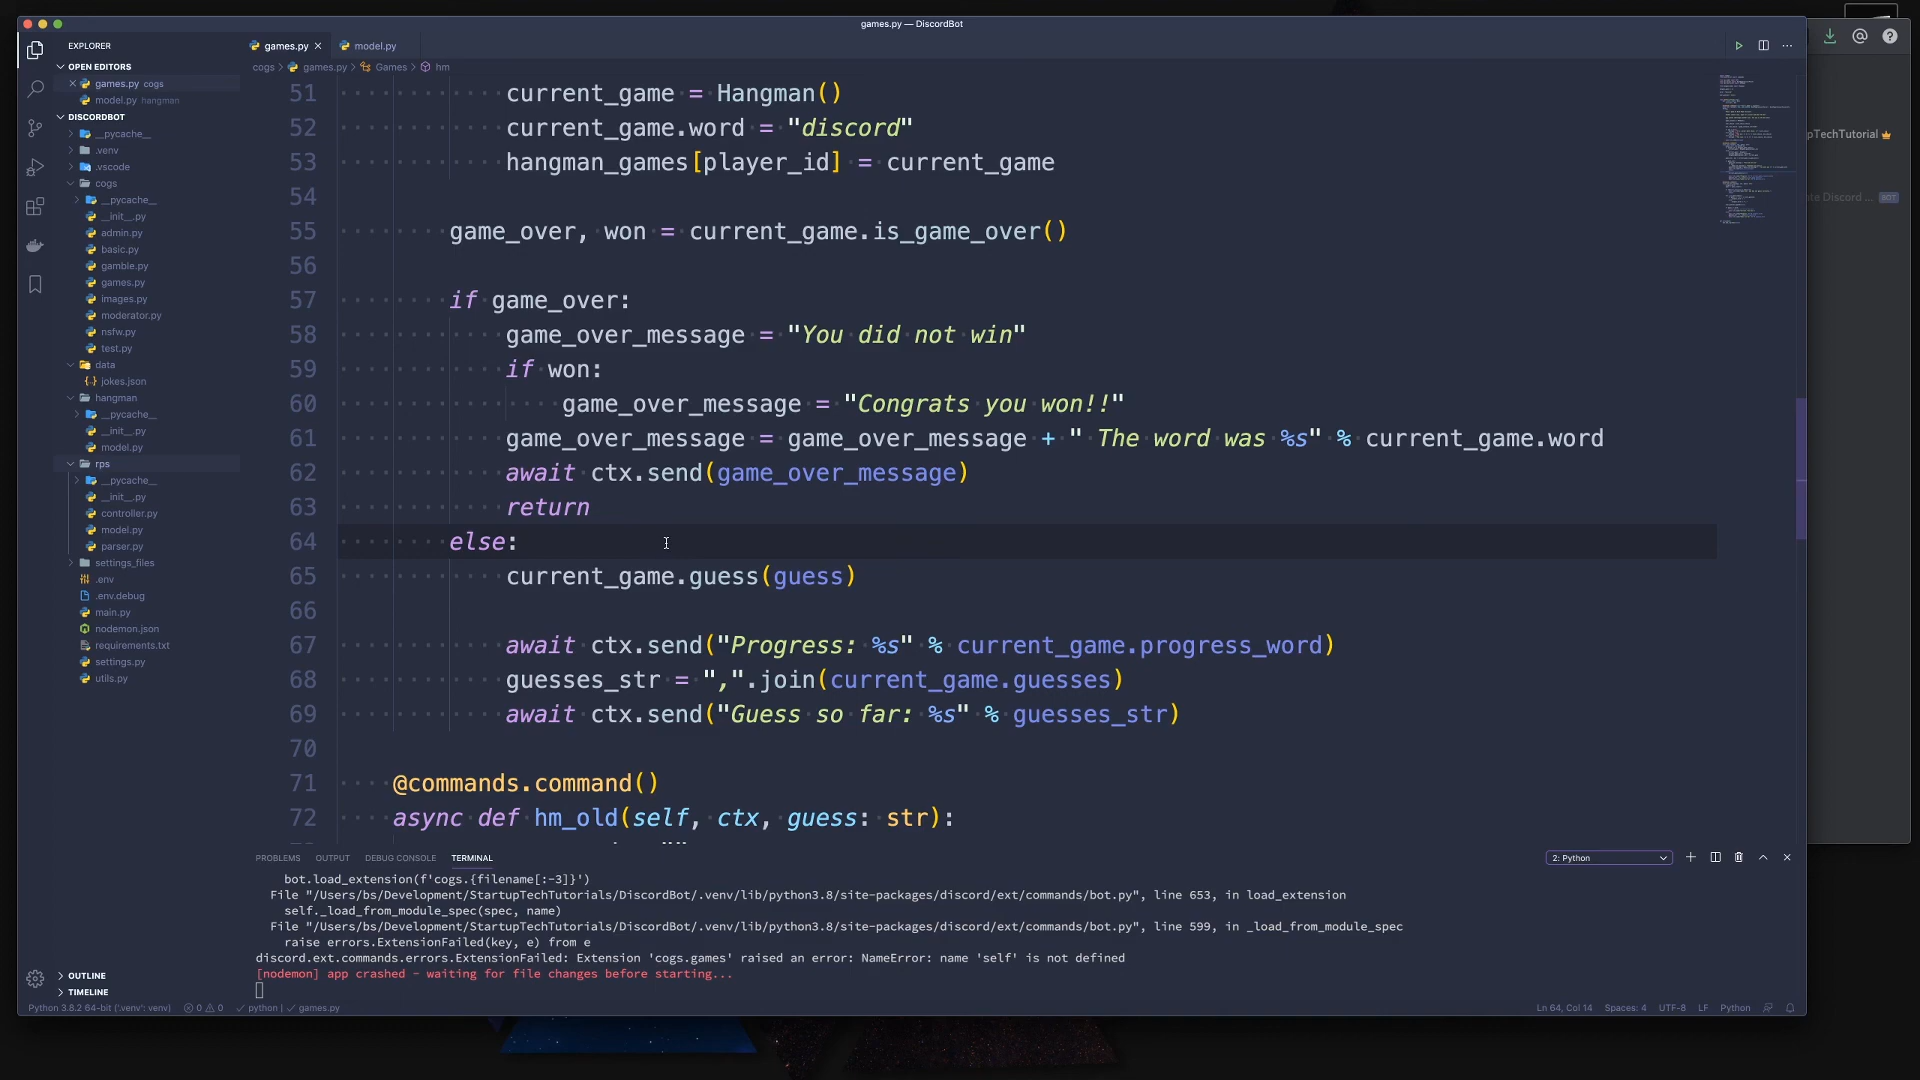 games.py — DiscordBot
EXPLORER
games.py
model.py
OPEN EDITORS
cogs > games.py > Games > hm
games.py cogs
model.py hangman
DISCORDBOT
__pycache__
.venv
.vscode
cogs
__pycache__
__init__.py
admin.py
basic.py
gamble.py
games.py
images.py
moderator.py
nsfw.py
test.py
data
jokes.json
hangman
__pycache__
__init__.py
model.py
rps
__pycache__
__init__.py
controller.py
model.py
parser.py
settings_files
.env
.env.debug
main.py
nodemon.json
requirements.txt
settings.py
utils.py
OUTLINE
TIMELINE
51 current_game = Hangman()
52 current_game.word = "discord"
53 hangman_games[player_id] = current_game
54
55 game_over, won = current_game.is_game_over()
56
57 if game_over:
58 game_over_message = "You did not win"
59 if won:
60 game_over_message = "Congrats you won!!"
61 game_over_message = game_over_message + " The word was %s" % current_game.word
62 await ctx.send(game_over_message)
63 return
64 else:
65 current_game.guess(guess)
66
67 await ctx.send("Progress: %s" % current_game.progress_word)
68 guesses_str = ",".join(current_game.guesses)
69 await ctx.send("Guess so far: %s" % guesses_str)
70
71 @commands.command()
72 async def hm_old(self, ctx, guess: str):
pTechTutorial
te Discord ... BOT
PROBLEMS OUTPUT DEBUG CONSOLE TERMINAL
2: Python
bot.load_extension(f'cogs.{filename[:-3]}')
File "/Users/bs/Development/StartupTechTutorials/DiscordBot/.venv/lib/python3.8/site-packages/discord/ext/commands/bot.py", line 653, in load_extension
self._load_from_module_spec(spec, name)
File "/Users/bs/Development/StartupTechTutorials/DiscordBot/.venv/lib/python3.8/site-packages/discord/ext/commands/bot.py", line 599, in _load_from_module_spec
raise errors.ExtensionFailed(key, e) from e
discord.ext.commands.errors.ExtensionFailed: Extension 'cogs.games' raised an error: NameError: name 'self' is not defined
[nodemon] app crashed - waiting for file changes before starting...
Python 3.8.2 64-bit ('.venv': venv) 0 0 python | games.py
Ln 64, Col 14 Spaces: 4 UTF-8 LF Python